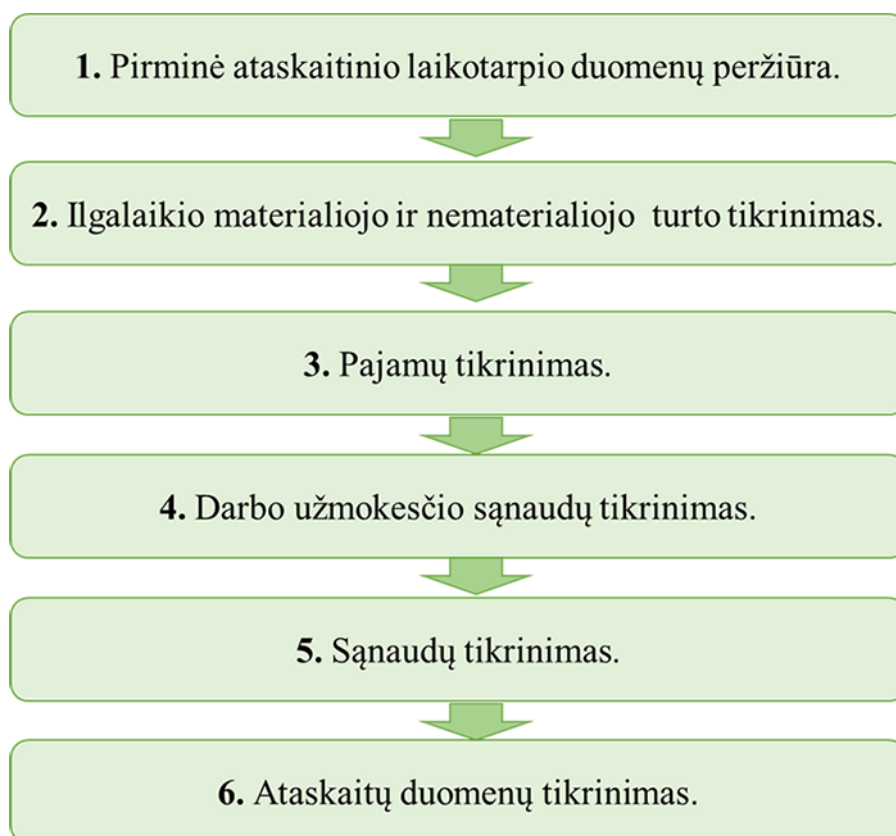 1. Pirminė ataskaitinio laikotarpio duomenų peržiūra.
2. Ilgalaikio materialiojo ir nematerialiojo turto tikrinimas.
3. Pajamų tikrinimas.
4. Darbo užmokesčio sąnaudų tikrinimas.
5. Sąnaudų tikrinimas.
6. Ataskaitų duomenų tikrinimas.